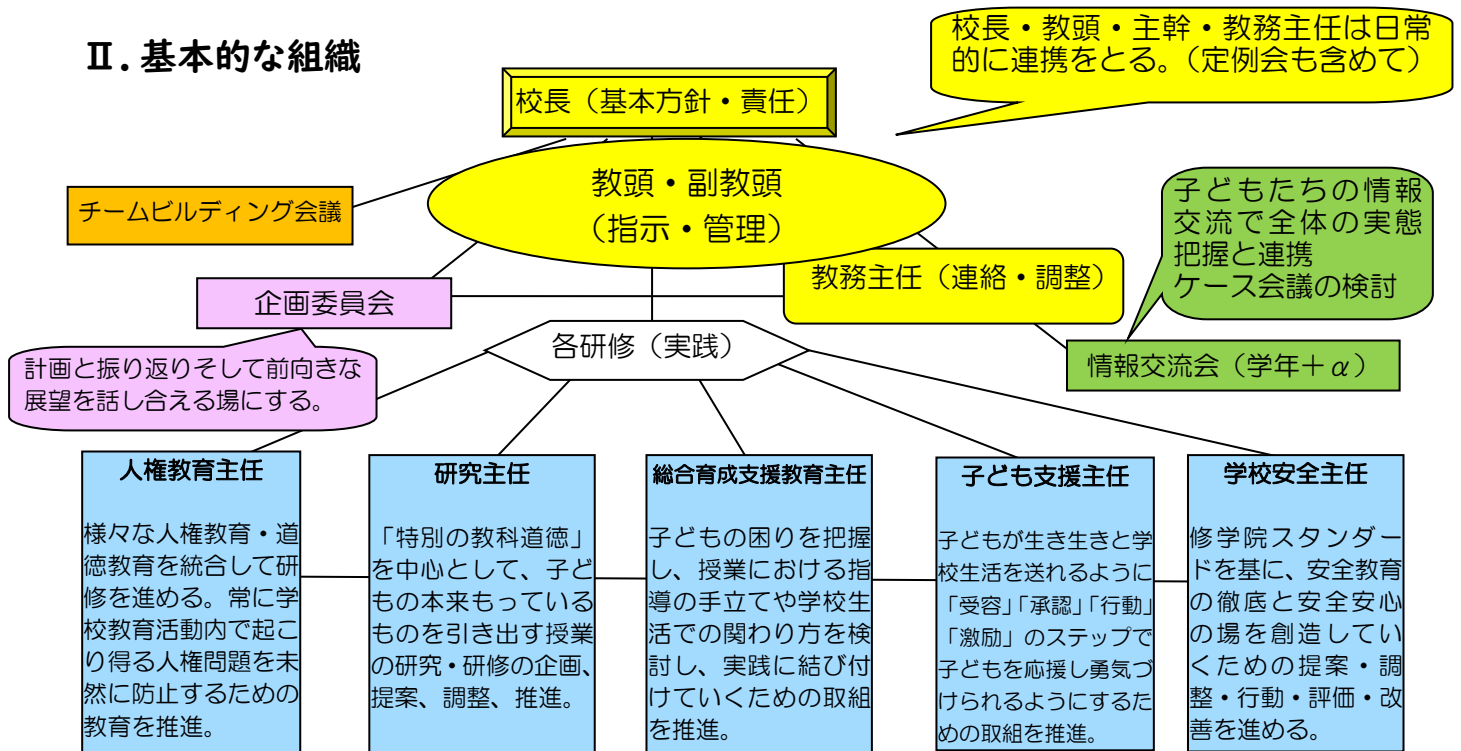 Ⅱ.基本的な組織
校長・教頭・主幹・教務主任は日常
的に連携をとる。（定例会も含めて）
校長（基本方針・責任）
教頭・副教頭
（指示・管理）
チームビルディング会議
子どもたちの情報
交流で全体の実態
把握と連携
ケース会議の検討
教務主任（連絡・調整）
企画委員会
各研修（実践）
情報交流会（学年＋α）
計画と振り返りそして前向きな
展望を話し合える場にする。
人権教育主任
様々な人権教育・道
徳教育を統合して研
修を進める。常に学
校教育活動内で起こ
り得る人権問題を未
然に防止するための
教育を推進。
研究主任
「特別の教科道徳」
を中心として、子ど
もの本来もっている
ものを引き出す授業
の研究・研修の企画、
提案、調整、推進。
総合育成支援教育主任
子どもの困りを把握
し、授業における指
導の手立てや学校生
活での関わり方を検
討し、実践に結び付
けていくための取組
を推進。
子ども支援主任
子どもが生き生きと学
校生活を送れるように
「受容」「承認」「行動」
「激励」のステップで
子どもを応援し勇気づ
けられるようにするた
めの取組を推進。
学校安全主任
修学院スタンダー
ドを基に、安全教育
の徹底と安全安心
の場を創造してい
くための提案・調
整・行動・評価・改
善を進める。